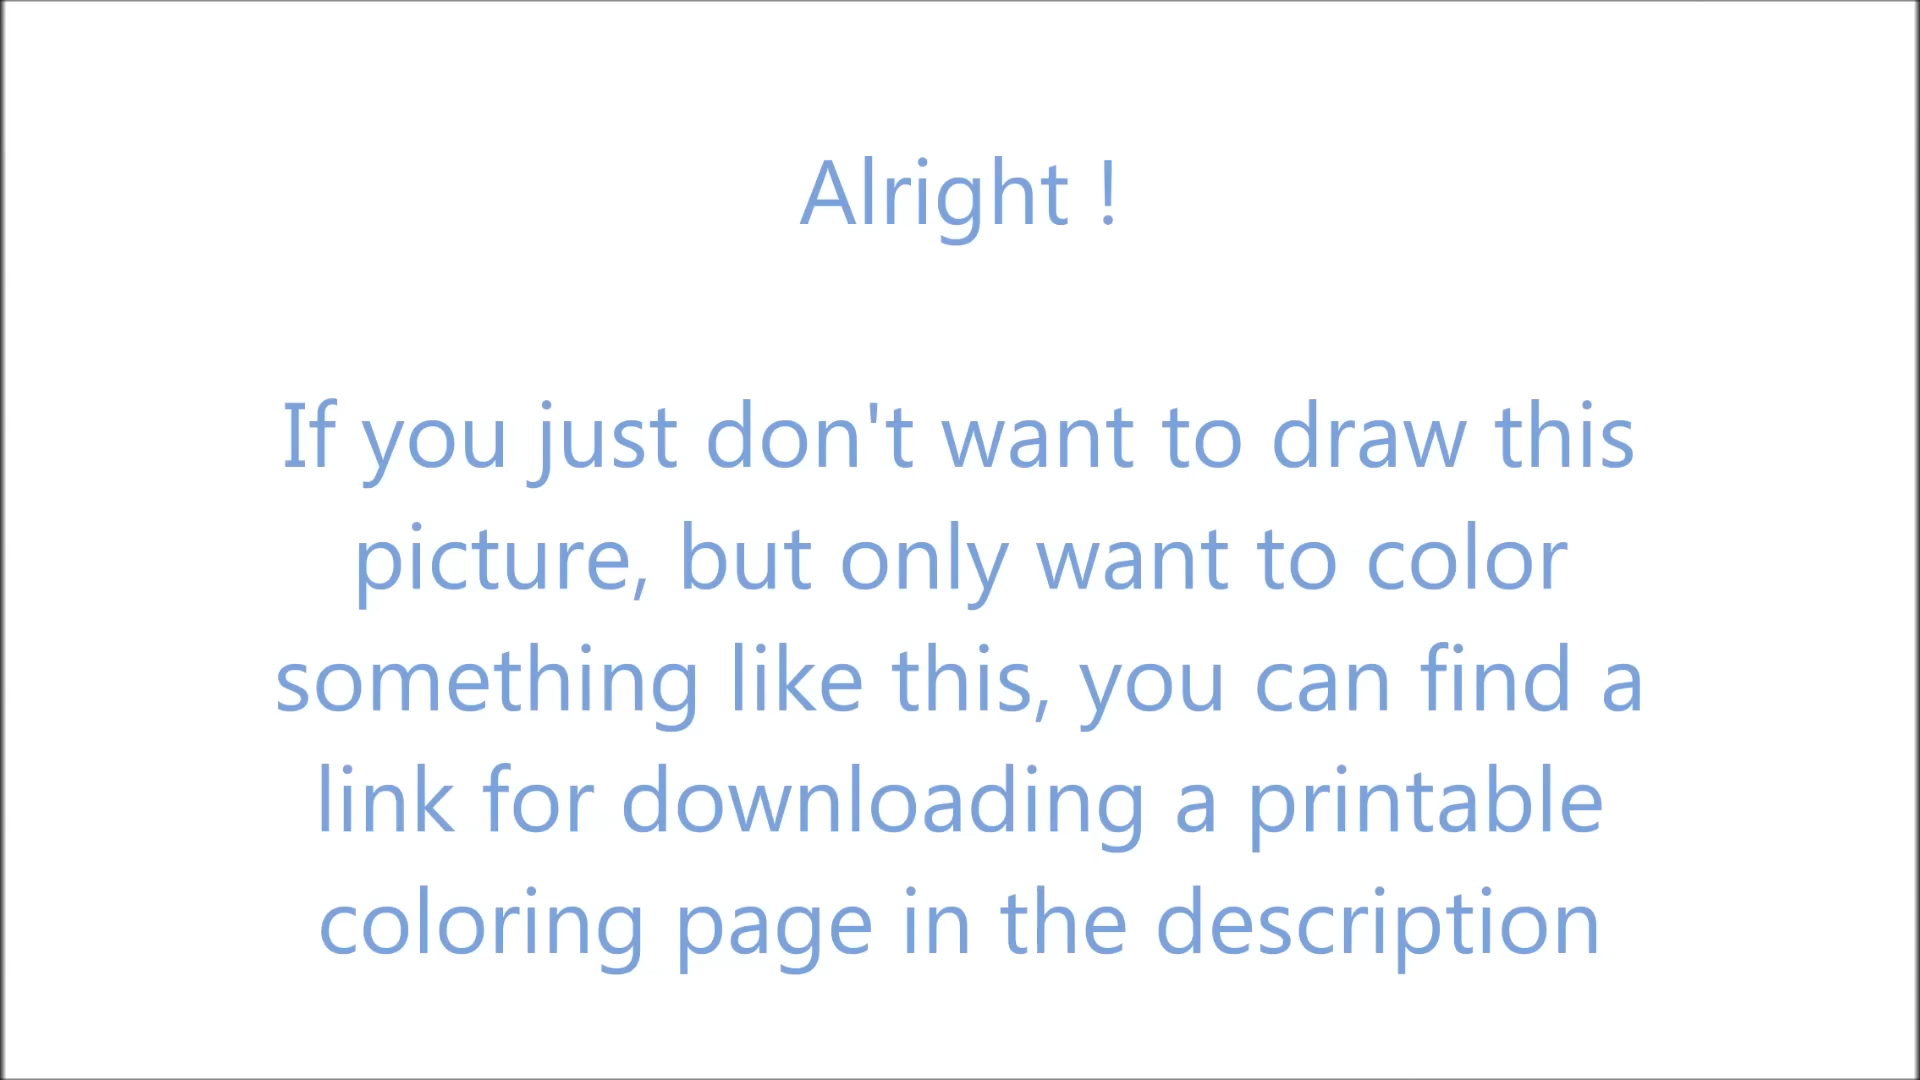 Alright !
If you just don't want to draw this
picture, but only want to color
something like this, you can find a
link for downloading a printable
coloring page in the description